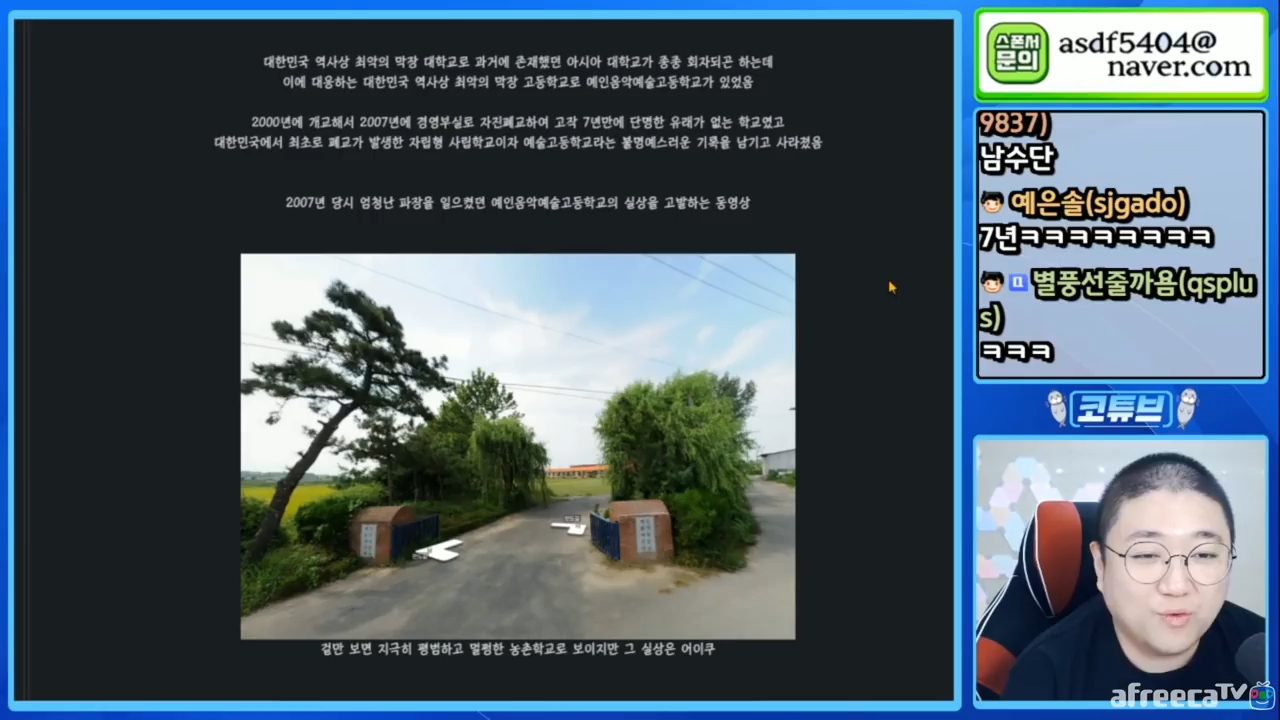 대한민국 역사상 최악의 막장 대학교로 과거에 존재했던 아시아 대학교가 종종 회자되곤 하는데
이에 대응하는 대한민국 역사상 최악의 막장 고등학교로 예인음악예술고등학교가 있었음
2000년에 개교해서 2007년에 경영부실로 자진폐교하여 고작 7년만에 단명한 유래가 없는 학교였고
대한민국에서 최초로 폐교가 발생한 자립형 사립학교이자 예술고등학교라는 불명예스러운 기록을 남기고 사라졌음
2007년 당시 엄청난 파장을 일으켰던 예인음악예술고등학교의 실상을 고발하는 동영상
겉만 보면 지극히 평범하고 멀쩡한 농촌학교로 보이지만 그 실상은 어이쿠
스폰서
문의
asdf5404@
naver.com
9837)
남수단
예은솔(sjgado)
7년ㅋㅋㅋㅋㅋㅋㅋㅋ
별풍선줄까욤(qsplu
s)
ㅋㅋㅋ
코튜브
afreecaTV